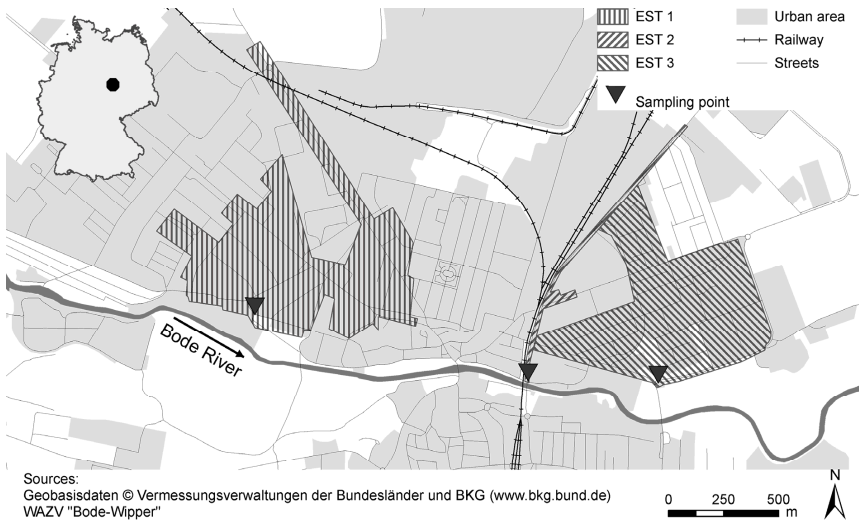 EST 1
EST 2
EST 3
Sampling point
Urban area
Railway
Streets
Bode River
Sources:
Geobasisdaten © Vermessungsverwaltungen der Bundesländer und BKG (www.bkg.bund.de)
WAZV "Bode-Wipper"
0 250 500
m
N